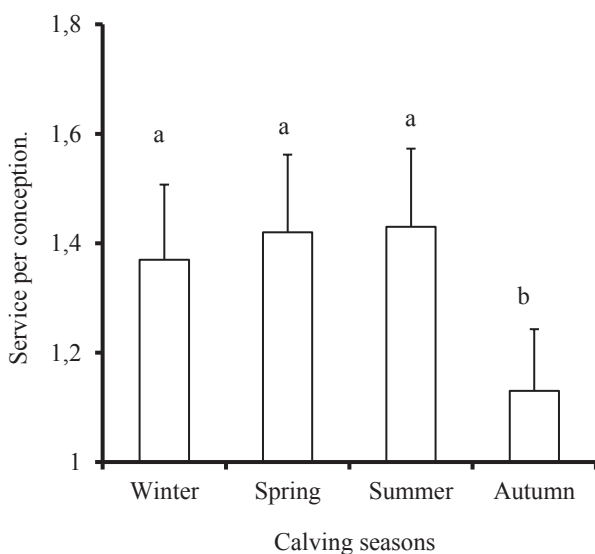 1,8
1,6
1,4
1,2
1
Service per conception.
a
a
a
b
Winter
Spring
Summer
Autumn
Calving seasons